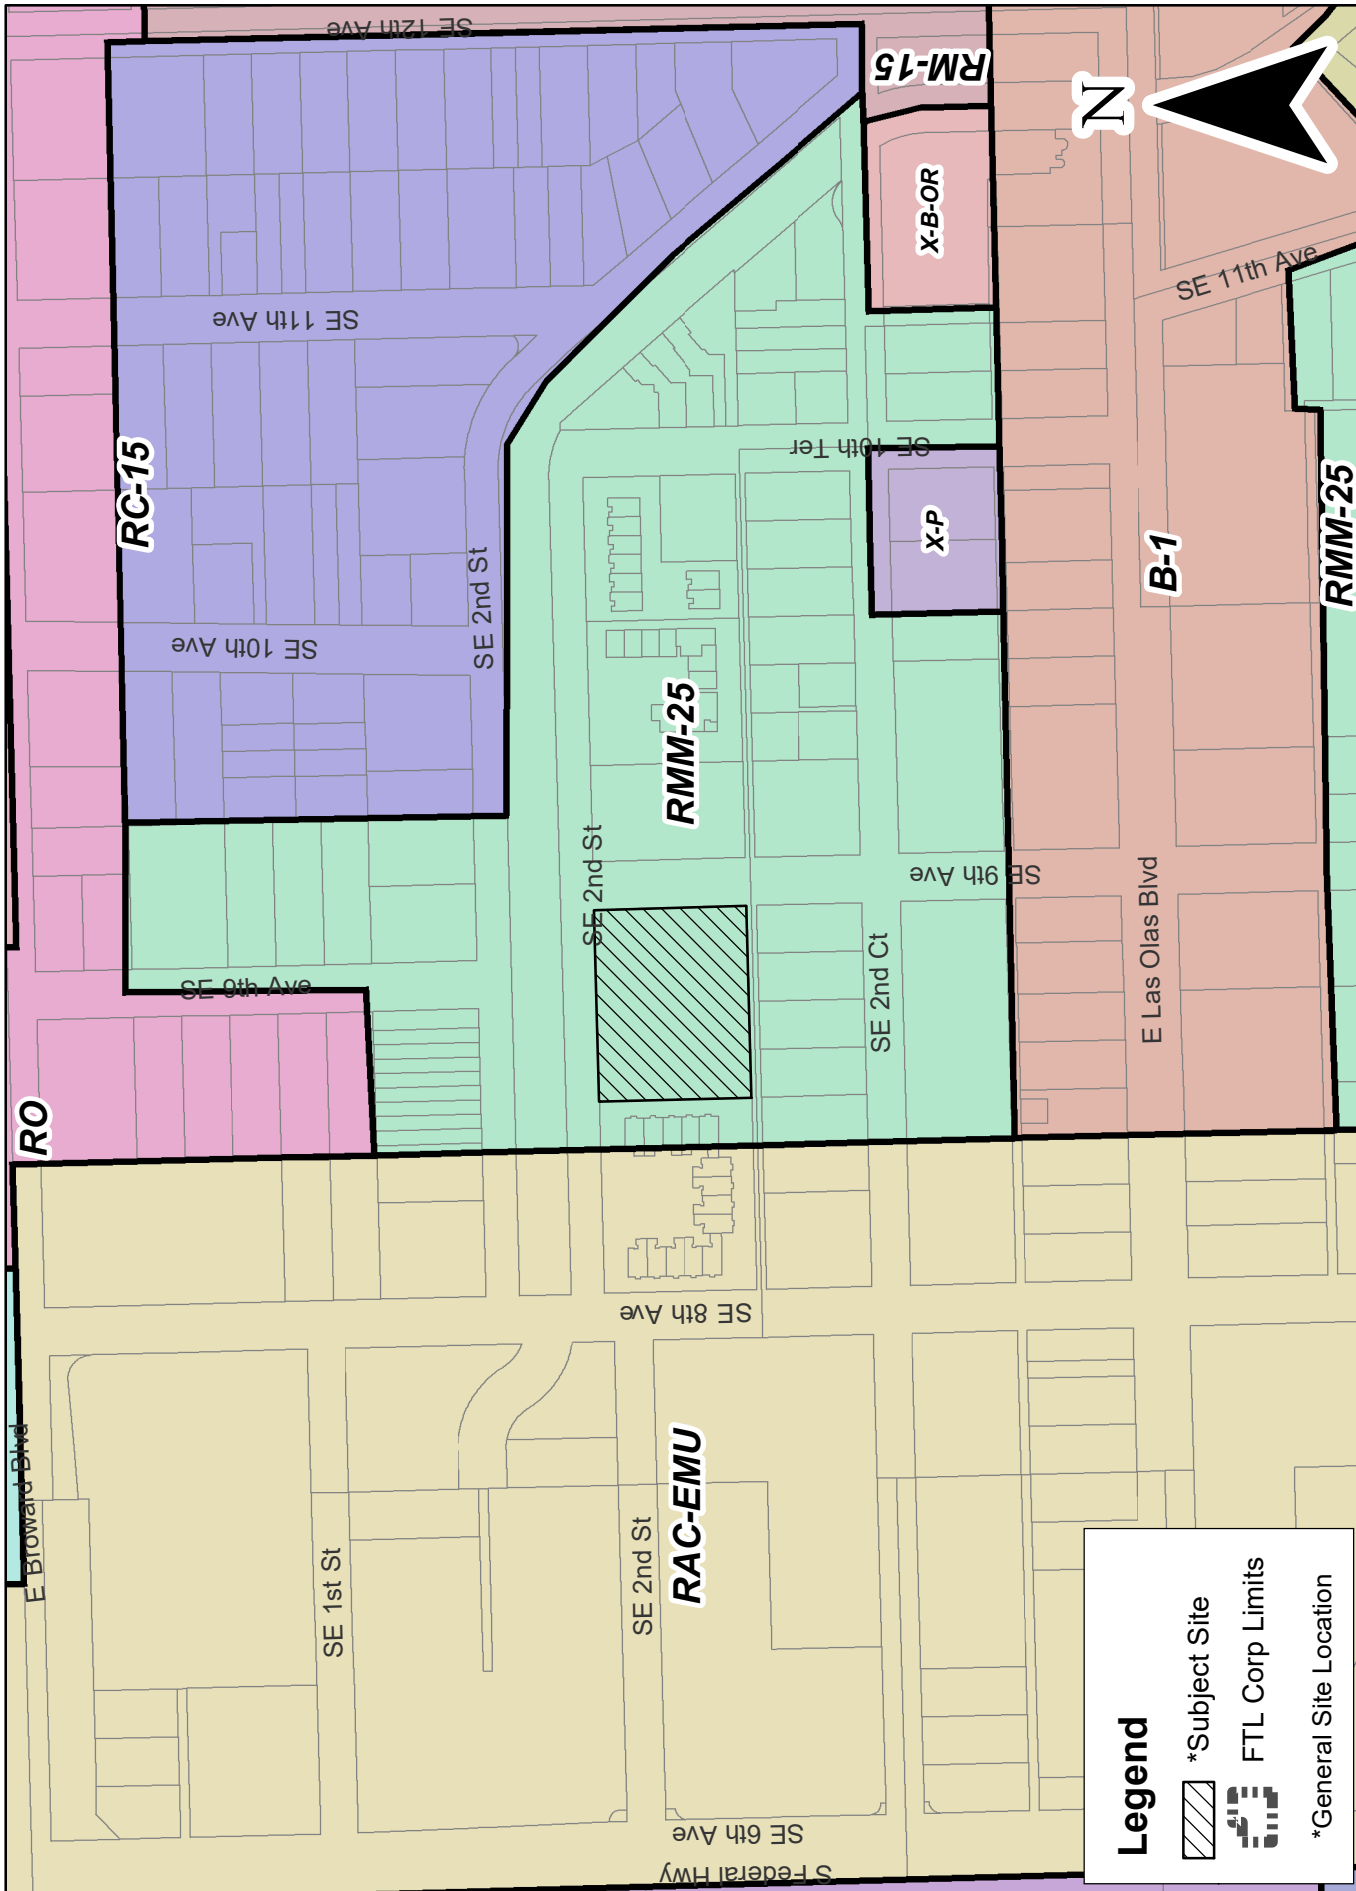 SE 12th Ave
RM-15
N
X-B-OR
SE 11th Ave
SE 11th Ave
RC-15
SE 10th Ter
X-P
B-1
RMM-25
SE 2nd St
SE 10th Ave
RMM-25
SE 2nd St
SE 9th Ave
E Las Olas Blvd
SE 2nd Ct
SE 9th Ave
RO
SE 8th Ave
E Broward Blvd
RAC-EMU
SE 1st St
SE 2nd St
SE 6th Ave
S Federal Hwy
Legend
*Subject Site
FTL Corp Limits
*General Site Location